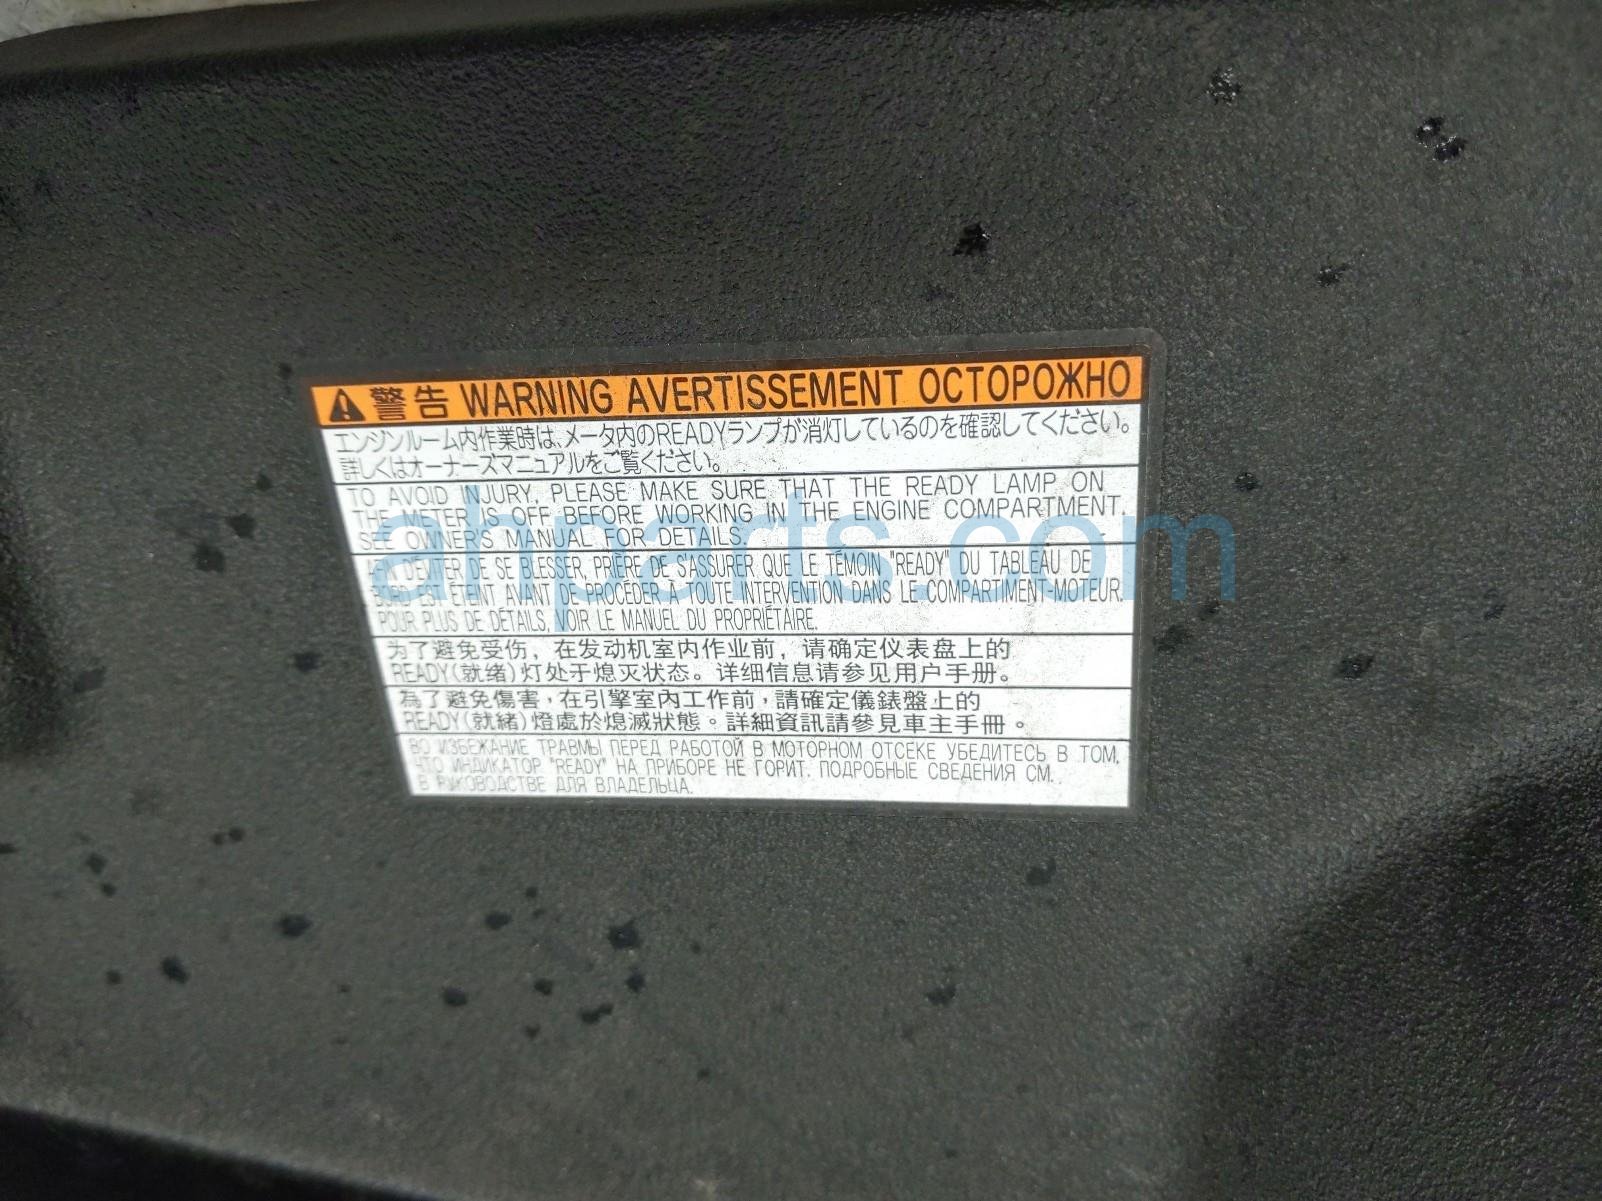 警告 WARNING AVERTISSEMENT ОСТОРОЖНО
エンジンルーム内作業時は、メータ内のREADYランプが消灯しているのを確認してください。
詳しくはオーナーズマニュアルをご覧ください。
TO AVOID INJURY, PLEASE MAKE SURE THAT THE READY LAMP ON
THE METER IS OFF BEFORE WORKING IN THE ENGINE COMPARTMENT.
SEE OWNER'S MANUAL FOR DETAILS.
ahparts.com
AFIN D'EVITER DE SE BLESSER, PRIÈRE DE S'ASSURER QUE LE TÉMOIN "READY" DU TABLEAU DE
BORD EST ÉTEINT AVANT DE PROCÉDER À TOUTE INTERVENTION DANS LE COMPARTIMENT-MOTEUR.
POUR PLUS DE DÉTAILS, VOIR LE MANUEL DU PROPRIÉTAIRE.
为了避免受伤，在发动机室内作业前，请确定仪表盘上的
READY(就绪)灯处于熄灭状态。详细信息请参见用户手册。
為了避免傷害，在引擎室內工作前，請確定儀錶盤上的
READY(就緒)燈處於熄滅狀態。詳細資訊請參見車主手冊。
ВО ИЗБЕЖАНИЕ ТРАВМЫ ПЕРЕД РАБОТОЙ В МОТОРНОМ ОТСЕКЕ УБЕДИТЕСЬ В ТОМ,
ЧТО ИНДИКАТОР "READY" НА ПРИБОРЕ НЕ ГОРИТ. ПОДРОБНЫЕ СВЕДЕНИЯ СМ.
В РУКОВОДСТВЕ ДЛЯ ВЛАДЕЛЬЦА.